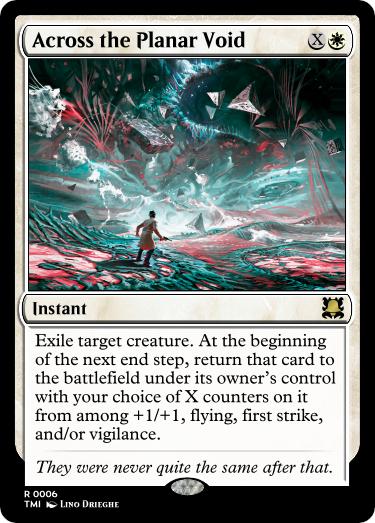 Across the Planar Void X
Instant
Exile target creature. At the beginning
of the next end step, return that card to
the battlefield under its owner's control
with your choice of X counters on it
from among +1/+1, flying, first strike,
and/or vigilance.
They were never quite the same after that.
R 0006
TMI Lino Drieghe